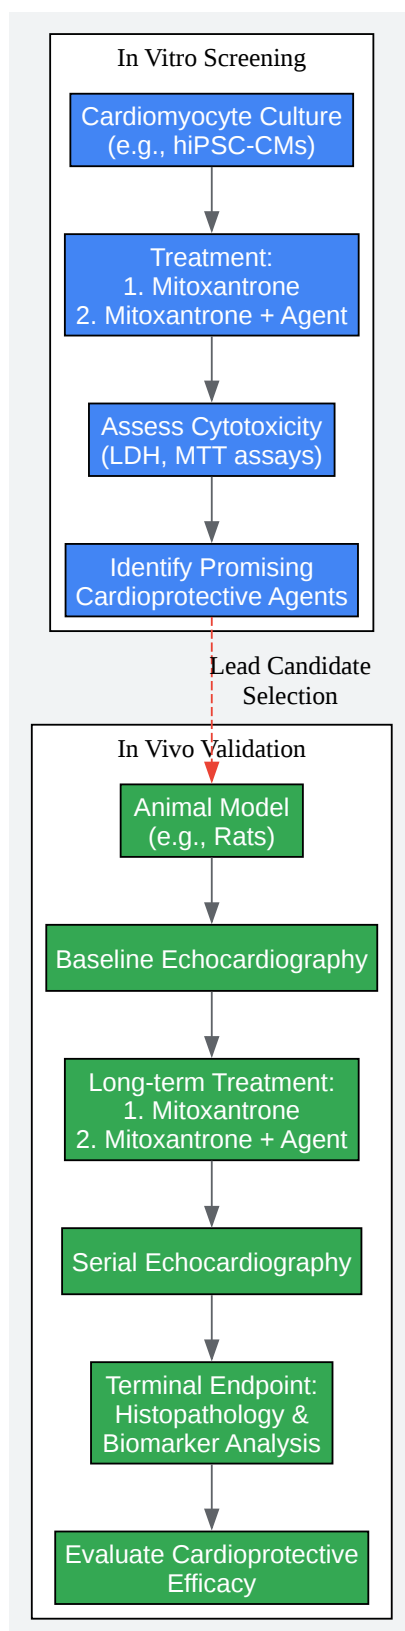 In Vitro Screening
Cardiomyocyte Culture
(e.g., hiPSC-CMs)
Treatment:
1. Mitoxantrone
2. Mitoxantrone + Agent
Assess Cytotoxicity
(LDH, MTT assays)
Identify Promising
Cardioprotective Agents
Lead Candidate
Selection
In Vivo Validation
Animal Model
(e.g., Rats)
Baseline Echocardiography
Long-term Treatment:
1. Mitoxantrone
2. Mitoxantrone + Agent
Serial Echocardiography
Terminal Endpoint:
Histopathology &
Biomarker Analysis
Evaluate Cardioprotective
Efficacy